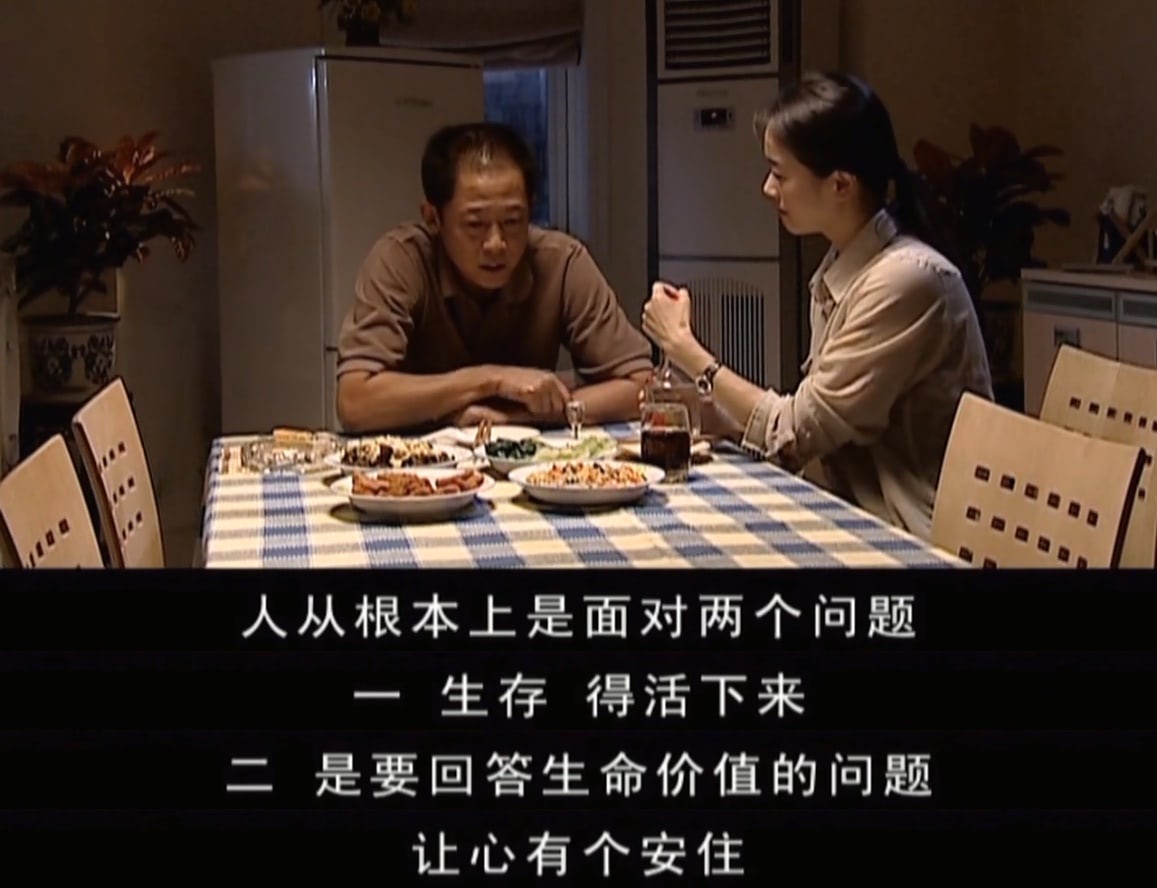 人从根本上是面对两个问题
一 生存 得活下来
二 是要回答生命价值的问题
让心有个安住